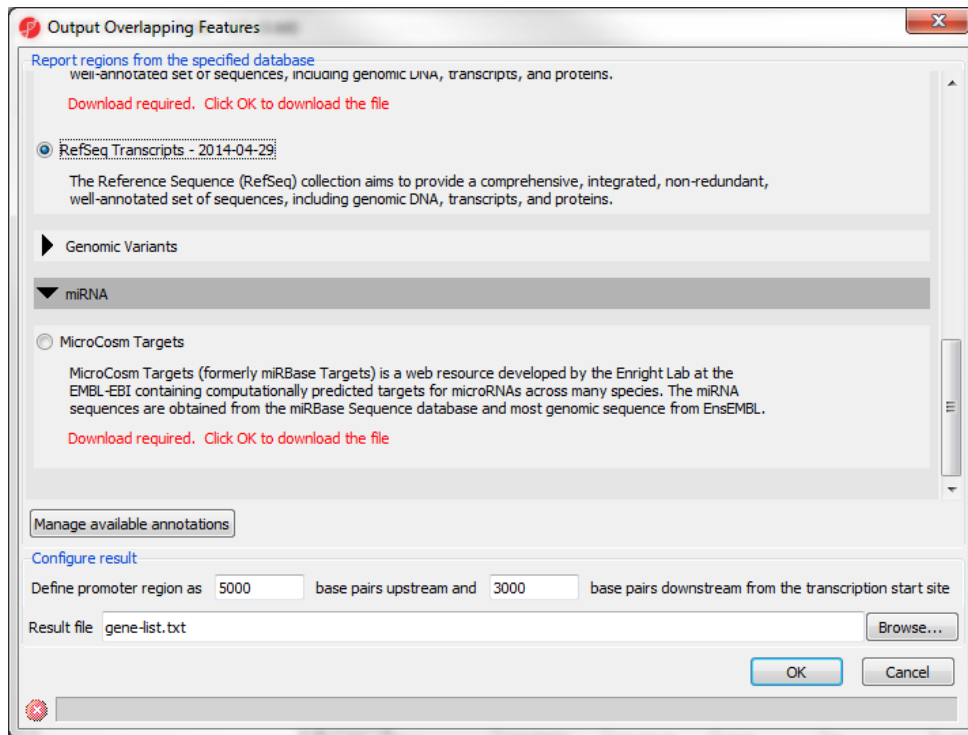 Output Overlapping Features
Report regions from the specified database
well-annotated set of sequences, including genomic DNA, transcripts, and proteins.
Download required. Click OK to download the file
RefSeq Transcripts - 2014-04-29
The Reference Sequence (RefSeq) collection aims to provide a comprehensive, integrated, non-redundant,
well-annotated set of sequences, including genomic DNA, transcripts, and proteins.
Genomic Variants
miRNA
MicroCosm Targets
MicroCosm Targets (formerly miRBase Targets) is a web resource developed by the Enright Lab at the
EMBL-EBI containing computationally predicted targets for microRNAs across many species. The miRNA
sequences are obtained from the miRBase Sequence database and most genomic sequence from EnsEMBL.
Download required. Click OK to download the file
Manage available annotations
Configure result
Define promoter region as 5000 base pairs upstream and 3000 base pairs downstream from the transcription start site
Result file gene-list.txt Browse...
OK Cancel